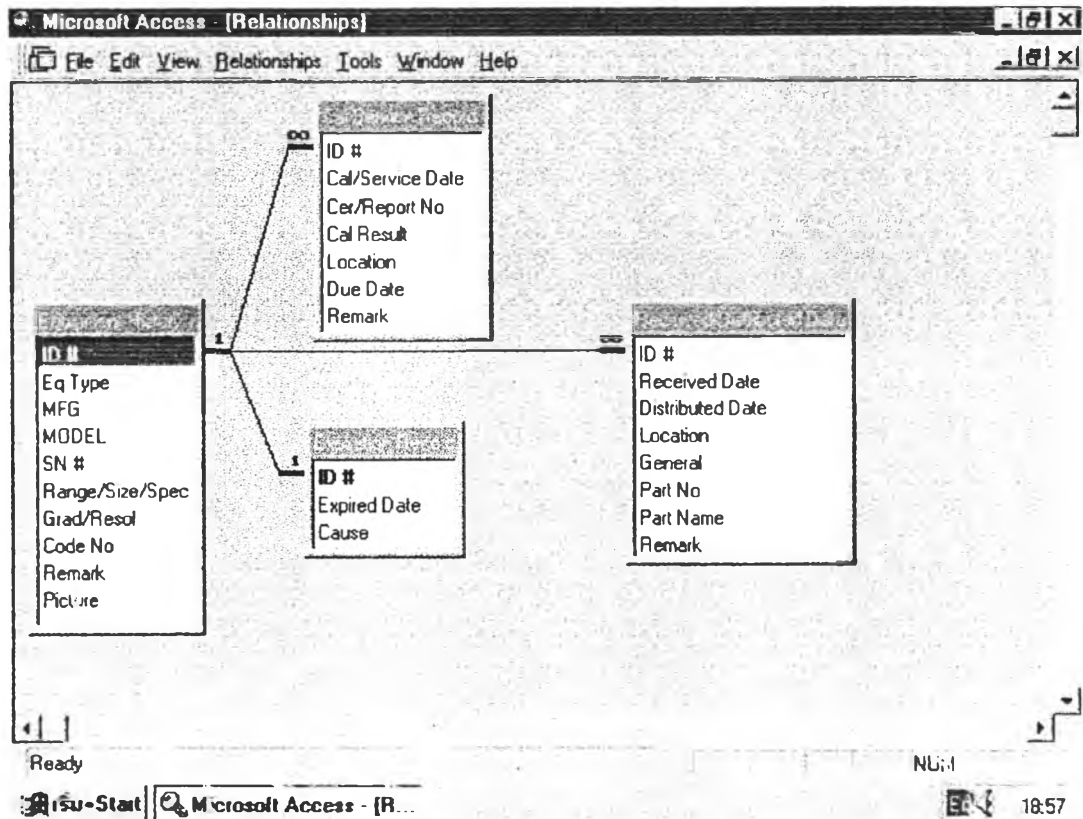 Microsoft Access - [Relationships]
File Edit View Relationships Tools Window Help
∞
ID #
Cal/Service Date
Cer/Report No
Cal Result
Location
Due Date
Remark
1
ID #
Eq Type
MFG
MODEL
SN #
Range/Size/Spec
Grad/Resol
Code No
Remark
Picture
1
ID #
Expired Date
Cause
∞
ID #
Received Date
Distributed Date
Location
General
Part No
Part Name
Remark
Ready
NUM
Start
Microsoft Access - [R...
18:57